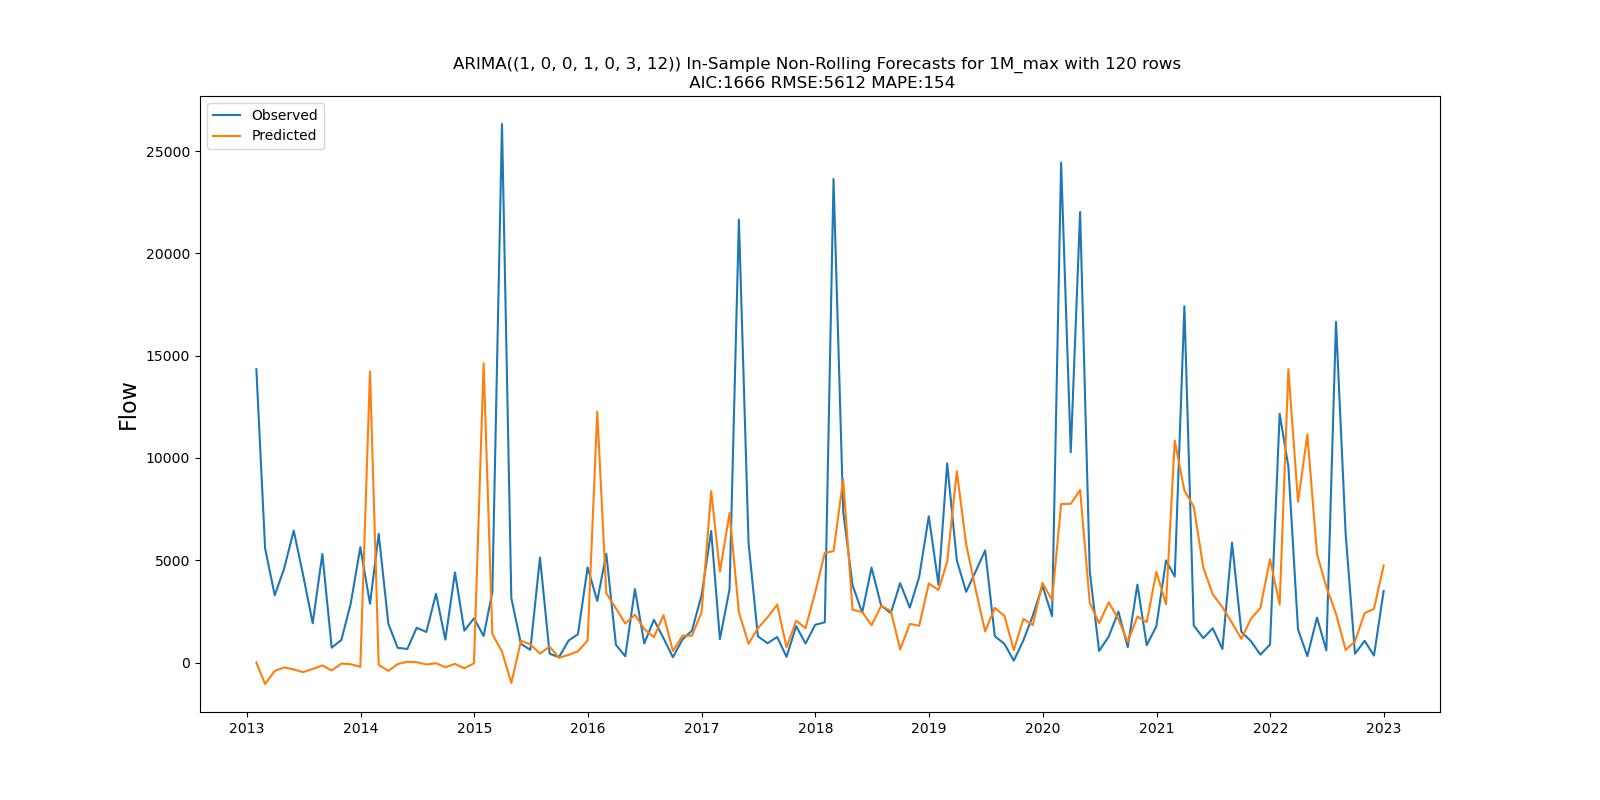 ARIMA((1, 0, 0, 1, 0, 3, 12)) In-Sample Non-Rolling Forecasts for 1M_max with 120 rows
AIC:1666 RMSE:5612 MAPE:154
Observed
Predicted
25000
20000
15000
10000
5000
0
Flow
2013 2014 2015 2016 2017 2018 2019 2020 2021 2022 2023